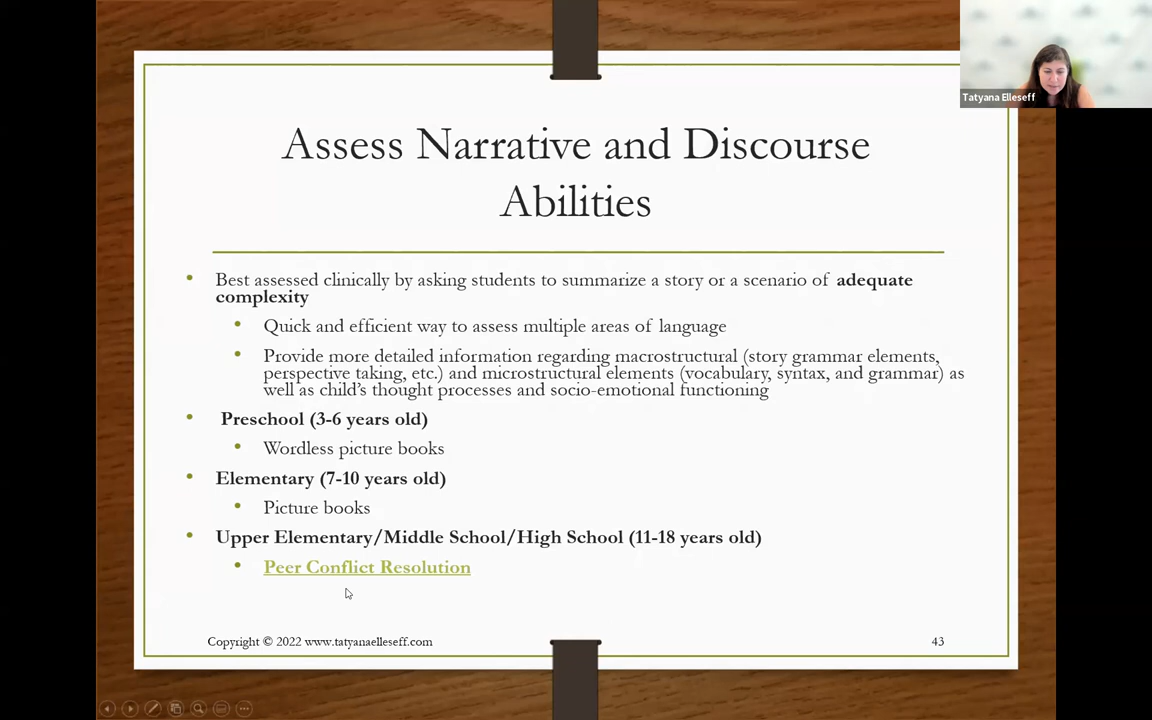 Tatyana Elleseff
Assess Narrative and Discourse
Abilities
• Best assessed clinically by asking students to summarize a story or a scenario of adequate
complexity
• Quick and efficient way to assess multiple areas of language
• Provide more detailed information regarding macrostructural (story grammar elements,
perspective taking, etc.) and microstructural elements (vocabulary, syntax, and grammar) as
well as child's thought processes and socio-emotional functioning
• Preschool (3-6 years old)
• Wordless picture books
• Elementary (7-10 years old)
• Picture books
• Upper Elementary/Middle School/High School (11-18 years old)
• Peer Conflict Resolution
Copyright © 2022 www.tatyanaelleseff.com 43